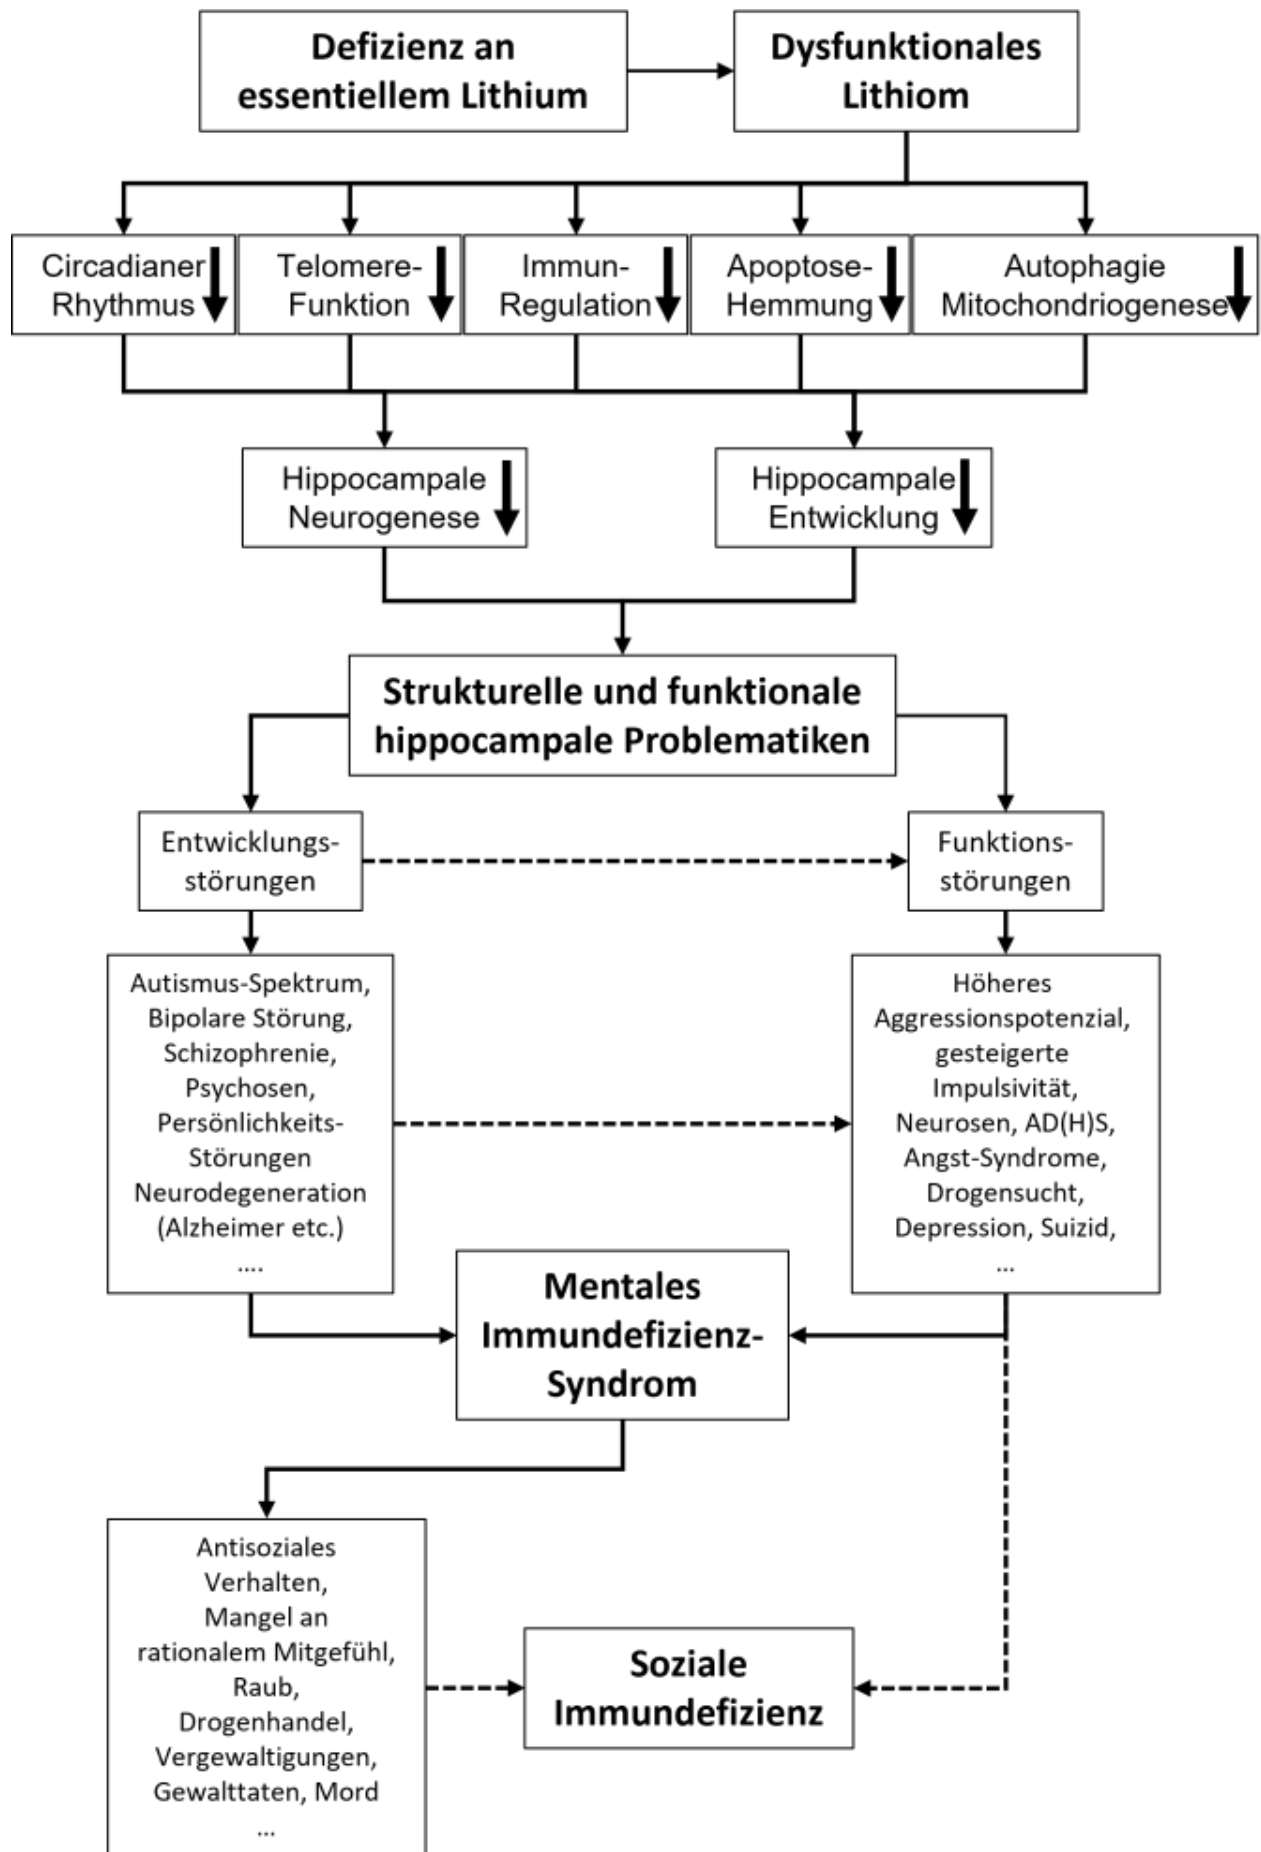 Defizienz an
essentiellem Lithium
Dysfunktionales
Lithiom
Circadianer
Rhythmus
Telomere-
Funktion
Immun-
Regulation
Apoptose-
Hemmung
Autophagie
Mitochondriogenese
Hippocampale
Neurogenese
Hippocampale
Entwicklung
Strukturelle und funktionale
hippocampale Problematiken
Entwicklungs-
störungen
Funktions-
störungen
Autismus-Spektrum,
Bipolare Störung,
Schizophrenie,
Psychosen,
Persönlichkeits-
Störungen
Neurodegeneration
(Alzheimer etc.)
....
Höheres
Aggressionspotenzial,
gesteigerte
Impulsivität,
Neurosen, AD(H)S,
Angst-Syndrome,
Drogensucht,
Depression, Suizid,
...
Mentales
Immundefizienz-
Syndrom
Antisoziales
Verhalten,
Mangel an
rationalem Mitgefühl,
Raub,
Drogenhandel,
Vergewaltigungen,
Gewalttaten, Mord
...
Soziale
Immundefizienz